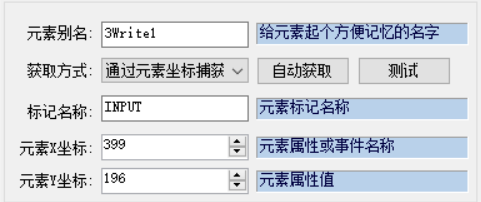 元素别名: 3Write1 给元素起个方便记忆的名字
获取方式: 通过元素坐标捕获 自动获取 测试
标记名称: INPUT 元素标记名称
元素X坐标: 399 元素属性或事件名称
元素Y坐标: 196 元素属性值